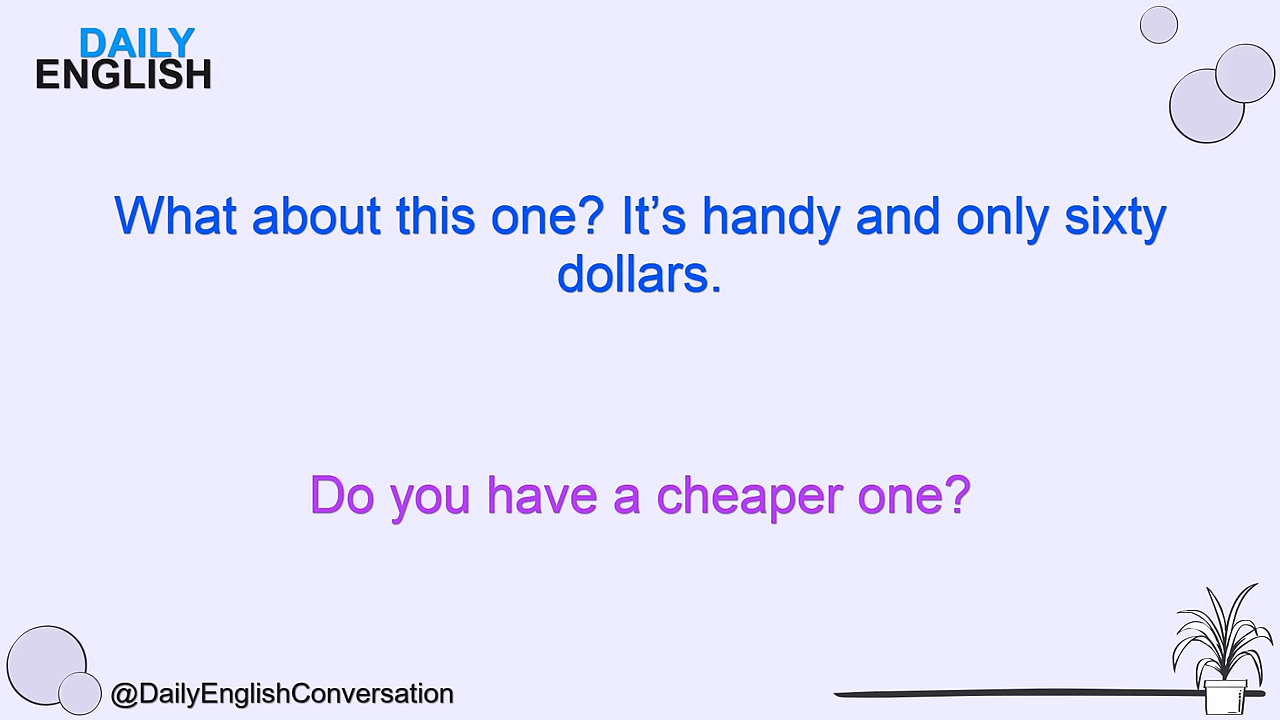 DAILY
ENGLISH
What about this one? It’s handy and only sixty
dollars.
Do you have a cheaper one?
@DailyEnglishConversation